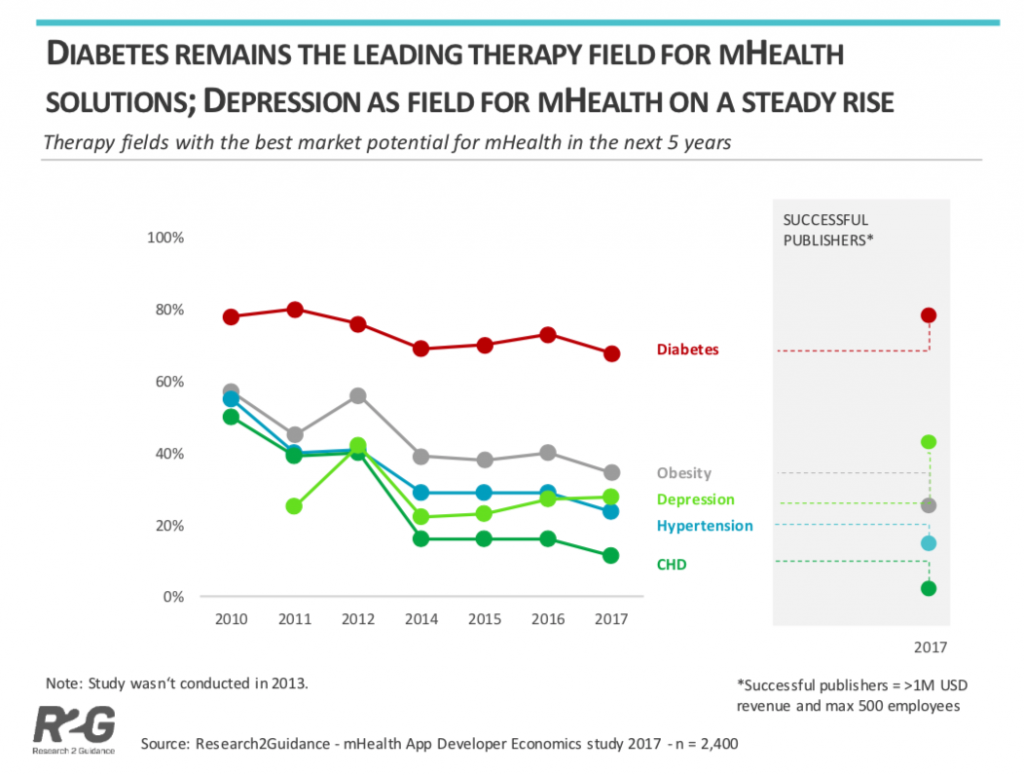 DIABETES REMAINS THE LEADING THERAPY FIELD FOR MHEALTH
SOLUTIONS; DEPRESSION AS FIELD FOR MHEALTH ON A STEADY RISE
Therapy fields with the best market potential for mHealth in the next 5 years
SUCCESSFUL
PUBLISHERS*
100%
80%
60%
40%
20%
0%
Diabetes
Obesity
Depression
Hypertension
CHD
2010 2011 2012 2014 2015 2016 2017
2017
Note: Study wasn't conducted in 2013.
*Successful publishers = >1M USD
revenue and max 500 employees
R2G
Research 2 Guidance
Source: Research2Guidance - mHealth App Developer Economics study 2017 - n = 2,400